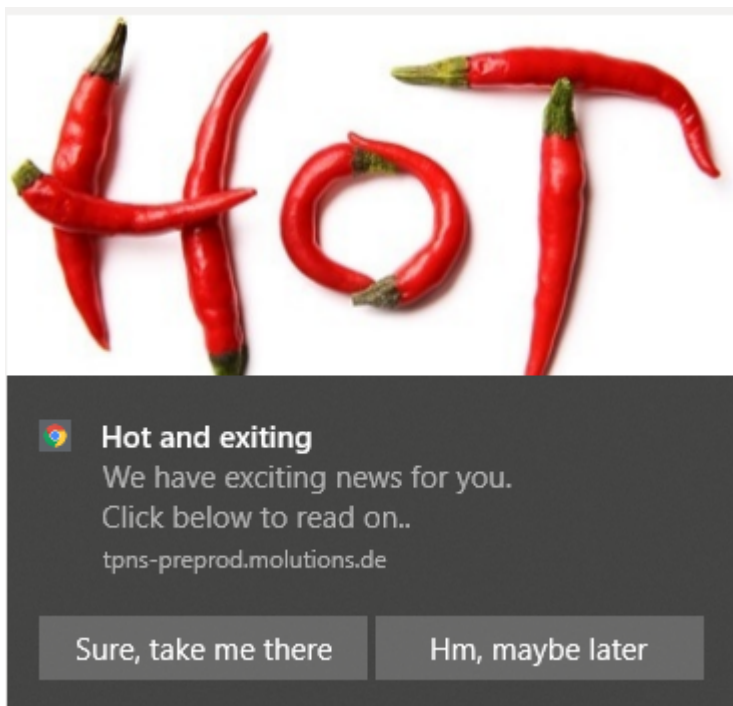 HOT
Hot and exiting
We have exciting news for you.
Click below to read on..
tpns-preprod.molutions.de
Sure, take me there
Hm, maybe later